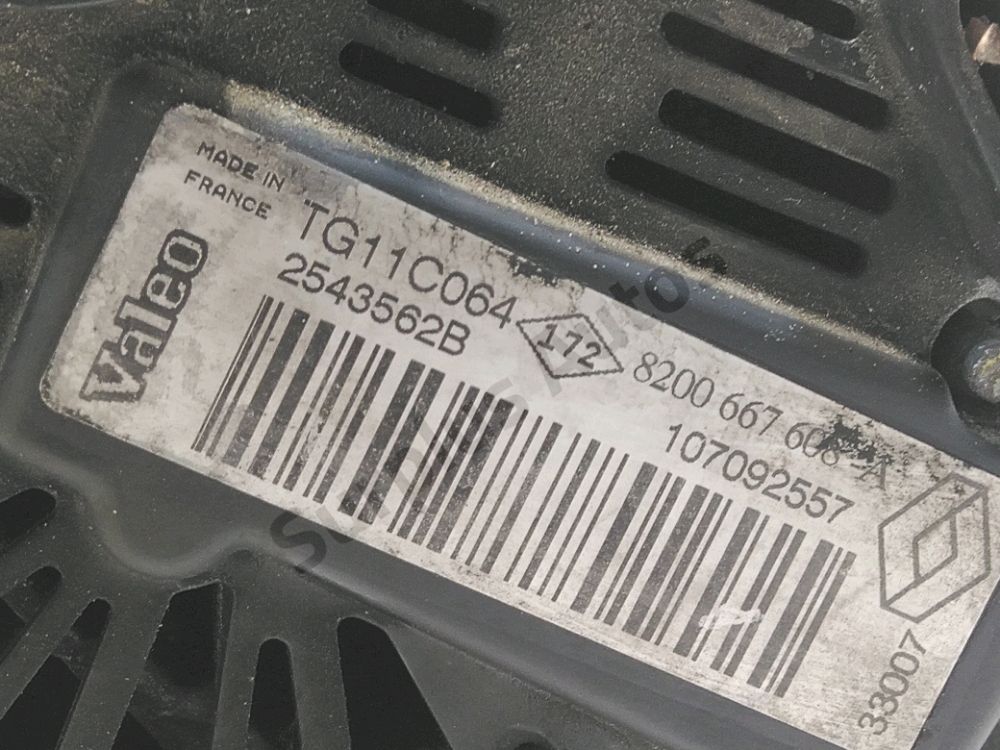 MADE IN
FRANCE
Valeo
TG11C064
2543562B
172
8200 667 608 A
107092557
33007